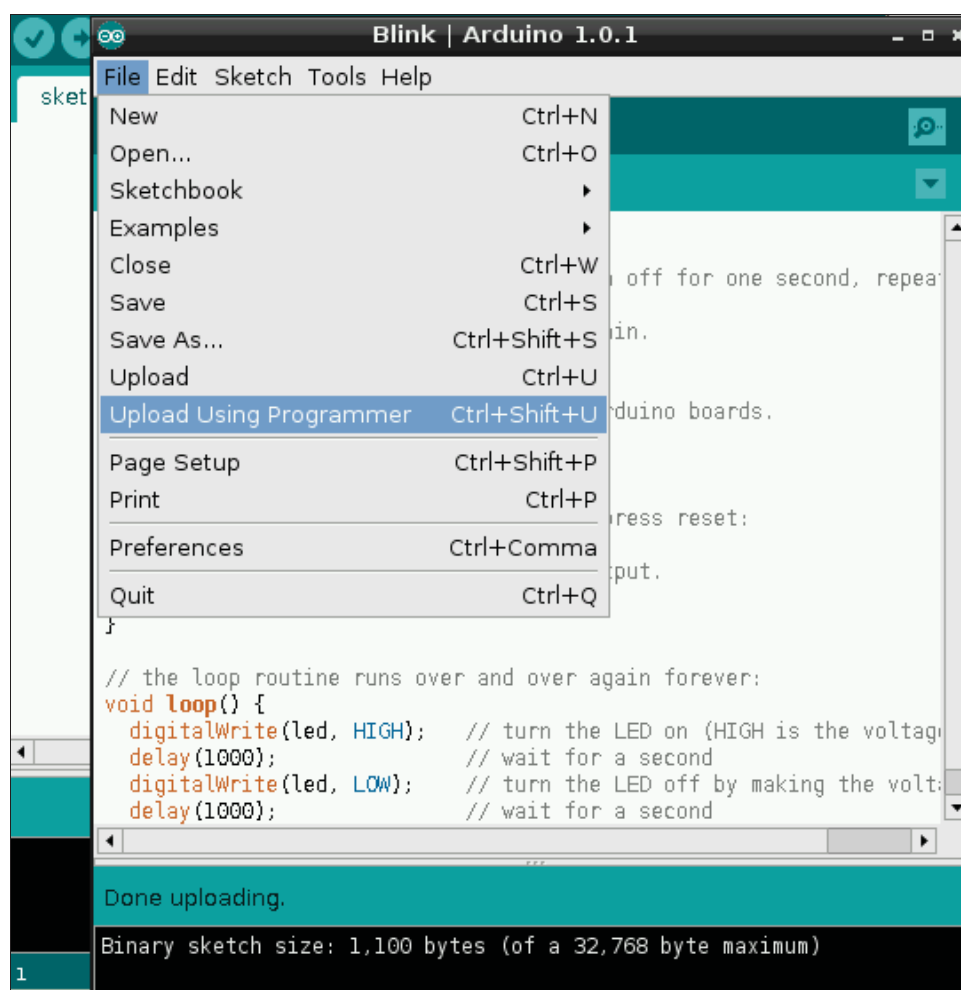 Blink | Arduino 1.0.1
File Edit Sketch Tools Help
sket
New Ctrl+N
Open... Ctrl+O
Sketchbook
Examples
Close Ctrl+W
Save Ctrl+S
Save As... Ctrl+Shift+S
Upload Ctrl+U
Upload Using Programmer Ctrl+Shift+U
Page Setup Ctrl+Shift+P
Print Ctrl+P
Preferences Ctrl+Comma
Quit Ctrl+Q
off for one second, repea
in.
duino boards.
ress reset:
put.
}
// the loop routine runs over and over again forever:
void loop() {
digitalWrite(led, HIGH); // turn the LED on (HIGH is the voltag
delay(1000); // wait for a second
digitalWrite(led, LOW); // turn the LED off by making the volt
delay(1000); // wait for a second
Done uploading.
Binary sketch size: 1,100 bytes (of a 32,768 byte maximum)
1